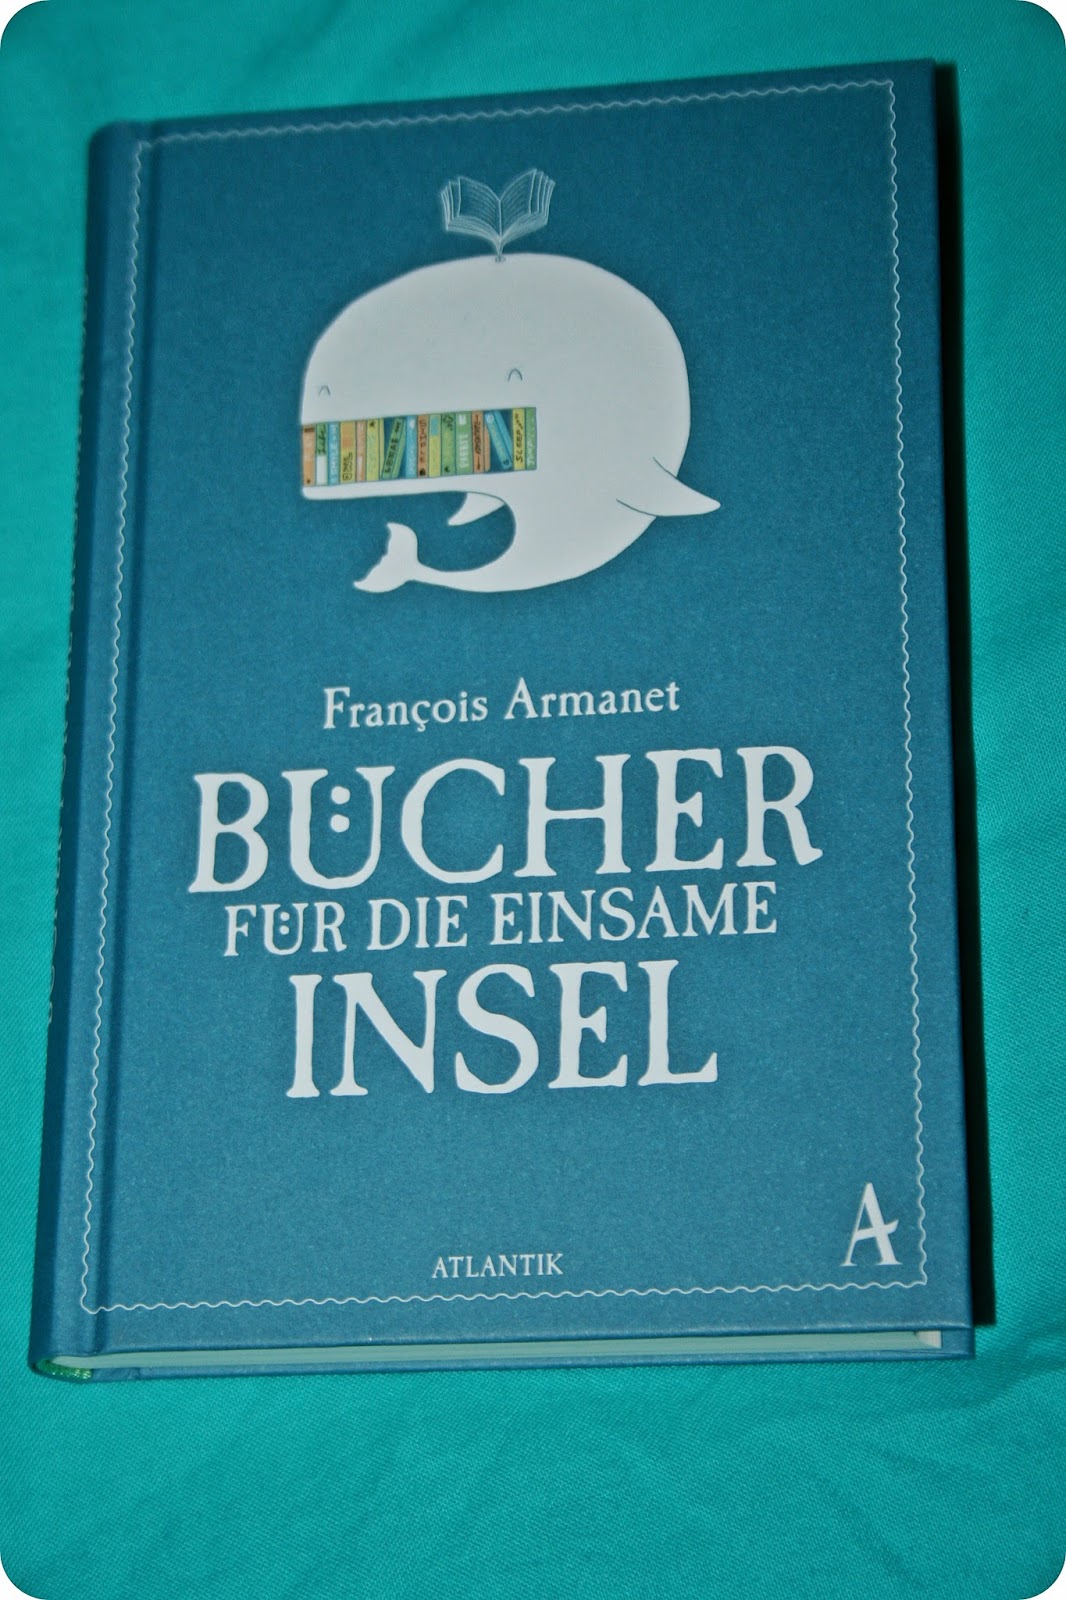 François Armanet
BÜCHER
FÜR DIE EINSAME
INSEL
ATLANTIK
A